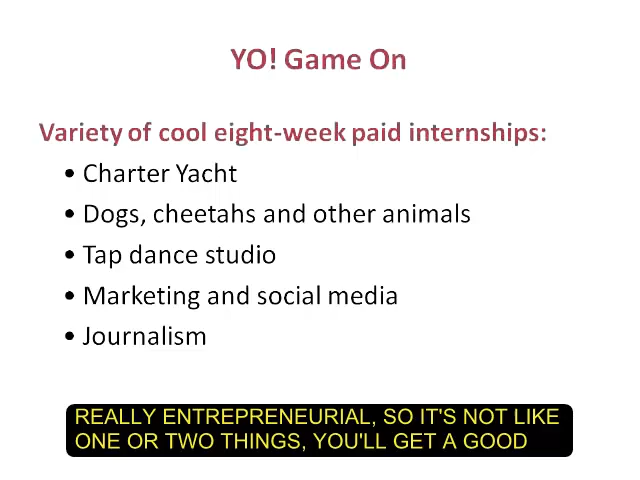 YO! Game On
Variety of cool eight-week paid internships:
• Charter Yacht
• Dogs, cheetahs and other animals
• Tap dance studio
• Marketing and social media
• Journalism
REALLY ENTREPRENEURIAL, SO IT'S NOT LIKE
ONE OR TWO THINGS, YOU'LL GET A GOOD